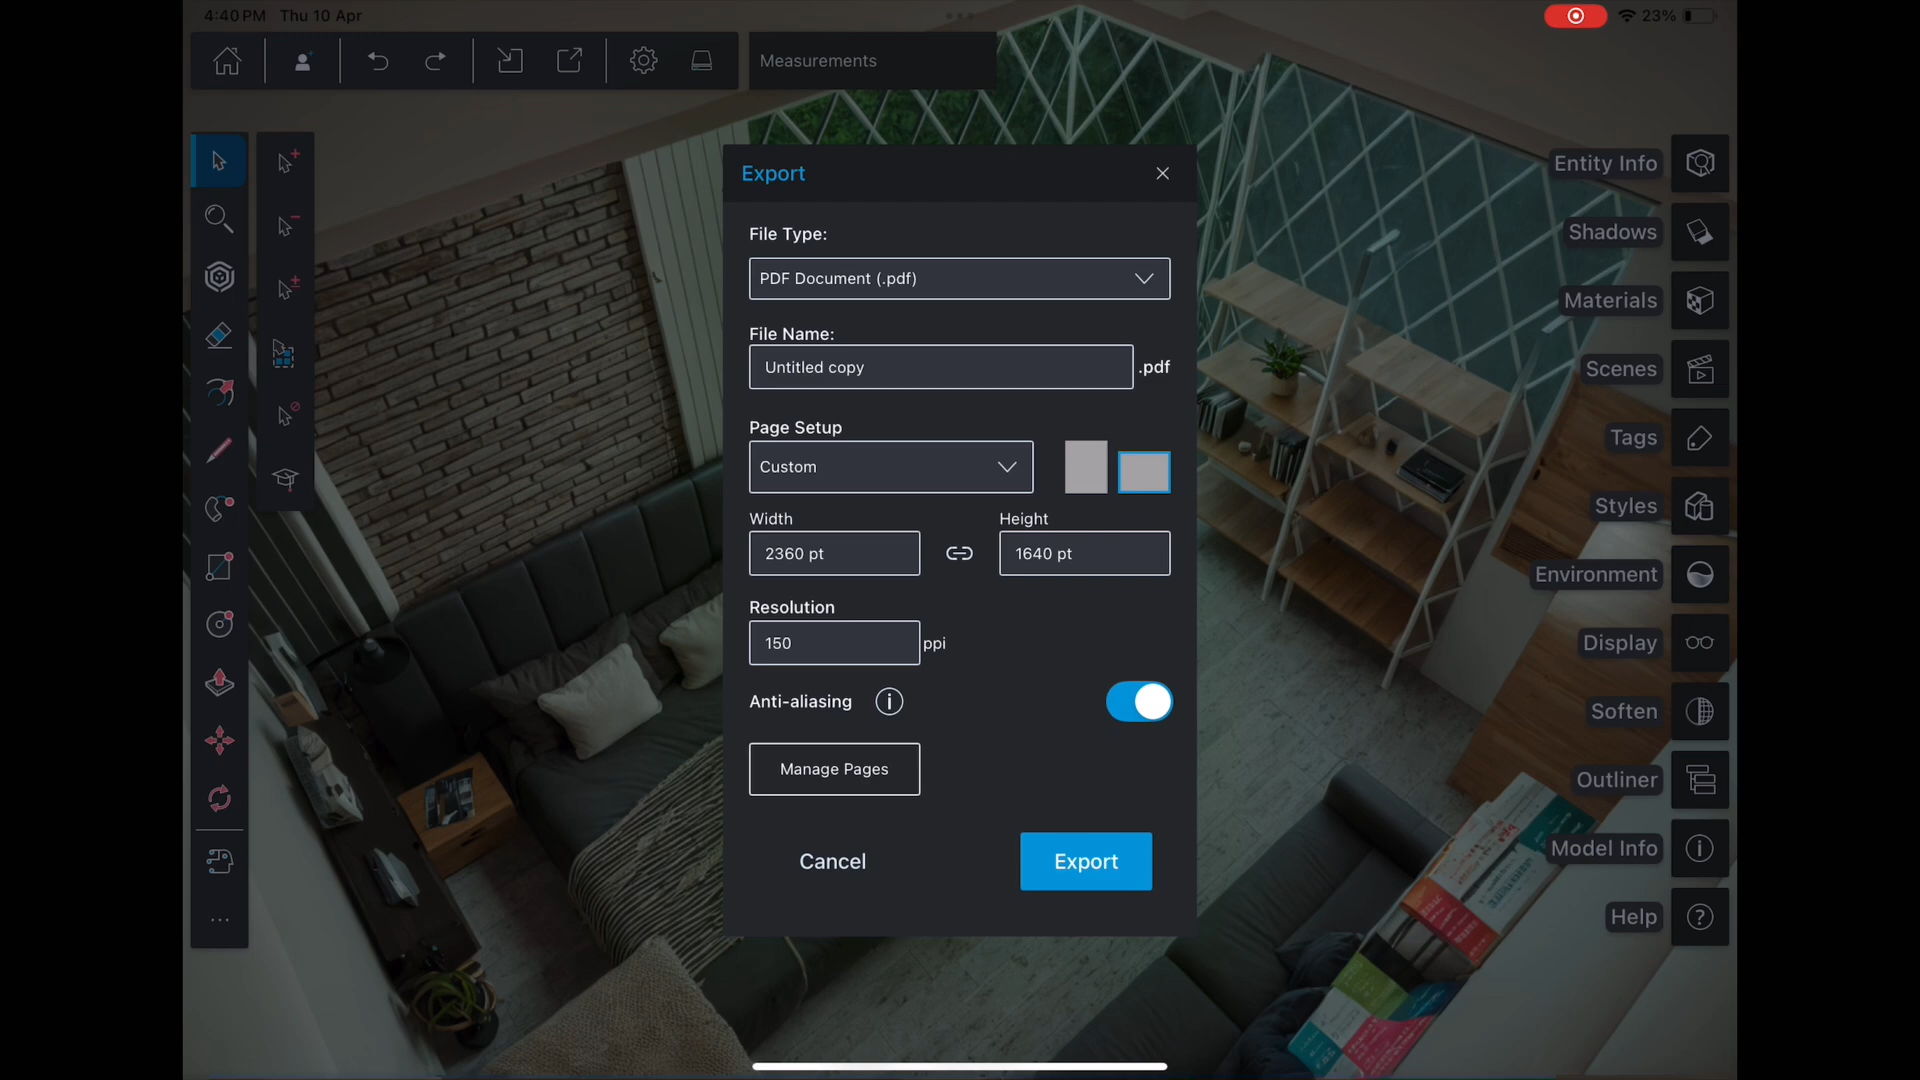 4:40 PM Thu 10 Apr
23%
Measurements
Export
File Type:
PDF Document (.pdf)
File Name:
Untitled copy
.pdf
Page Setup
Custom
Width
Height
2360 pt
1640 pt
Resolution
150
ppi
Anti-aliasing
Manage Pages
Cancel
Export
Entity Info
Shadows
Materials
Scenes
Tags
Styles
Environment
Display
Soften
Outliner
Model Info
Help